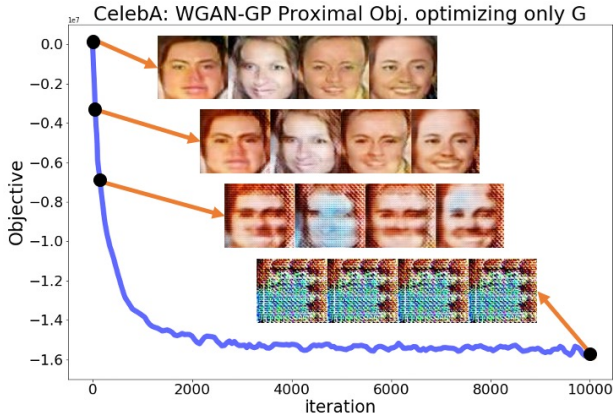 CelebA: WGAN-GP Proximal Obj. optimizing only G
1e7
0.0
−0.2
−0.4
−0.6
−0.8
−1.0
−1.2
−1.4
−1.6
Objective
0 2000 4000 6000 8000 10000
iteration